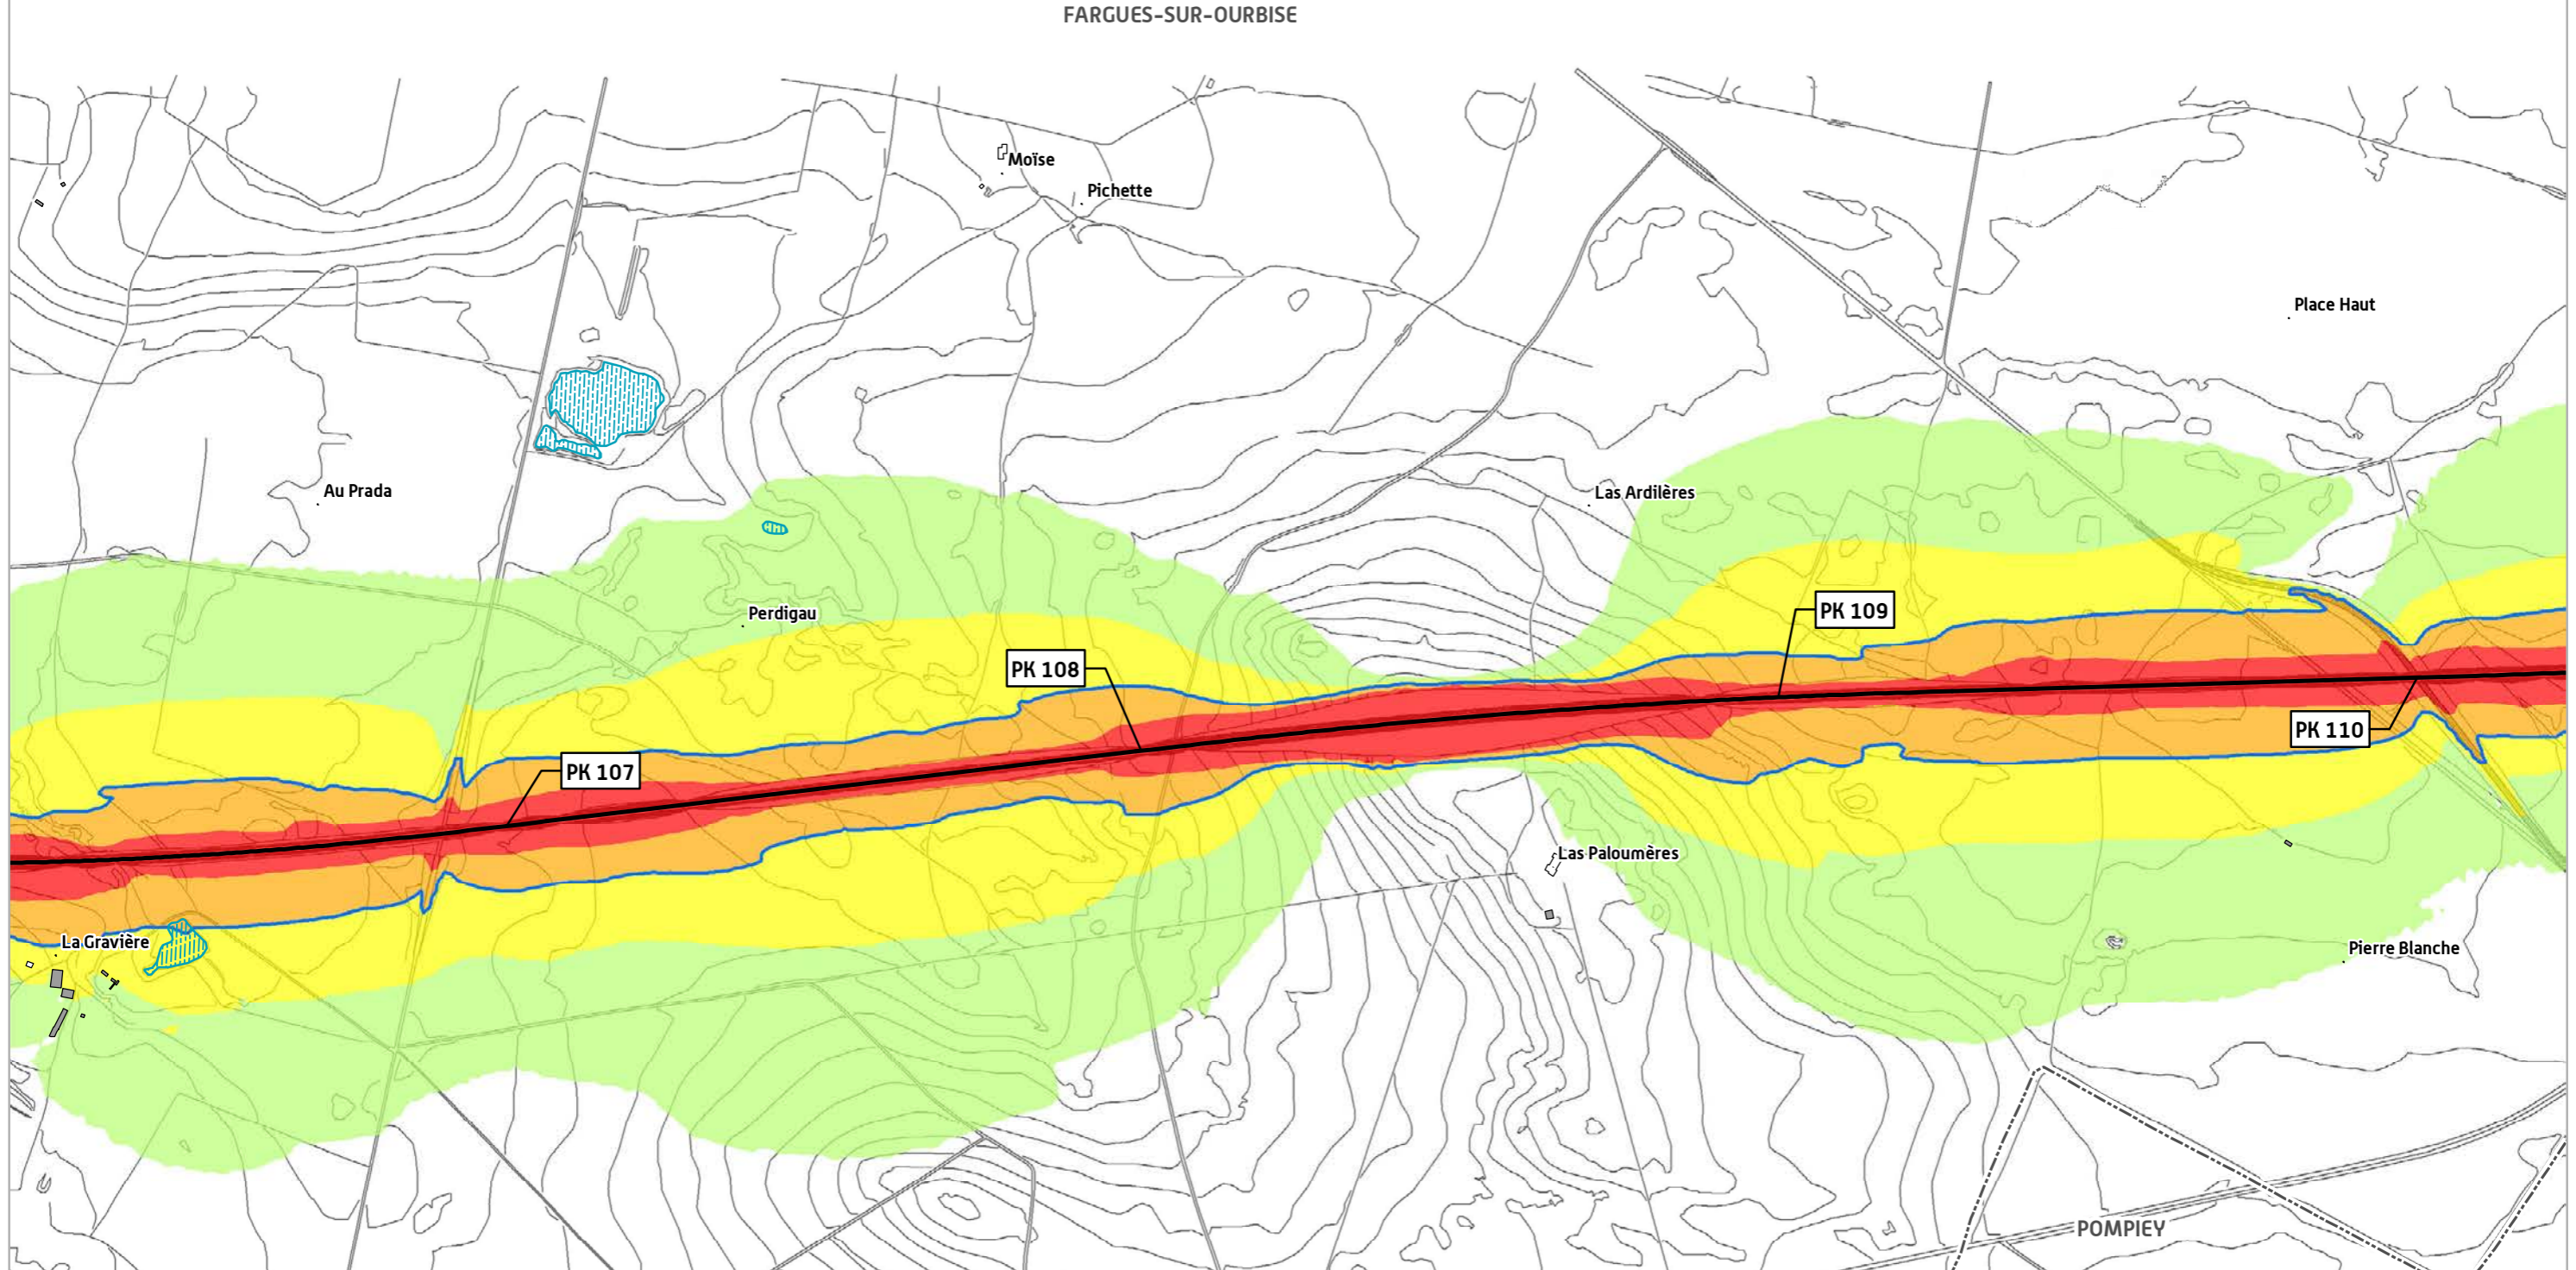 FARGUES-SUR-OURBISE
Moïse
Pichette
Place Haut
Au Prada
Las Ardilères
Perdigau
PK 109
PK 108
PK 110
PK 107
Las Paloumères
La Gravière
Pierre Blanche
POMPIEY